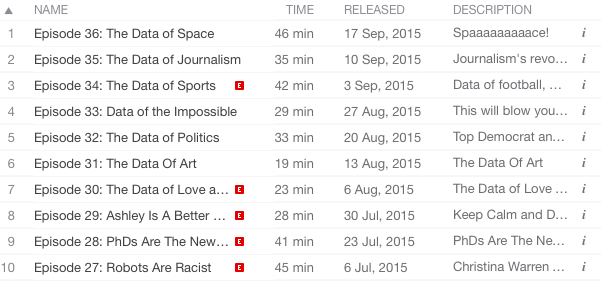 ▲ NAME TIME RELEASED DESCRIPTION
1 Episode 36: The Data of Space 46 min 17 Sep, 2015 Spaaaaaaaaace! i
2 Episode 35: The Data of Journalism 35 min 10 Sep, 2015 Journalism's revo... i
3 Episode 34: The Data of Sports E 42 min 3 Sep, 2015 Data of football, ... i
4 Episode 33: Data of the Impossible 29 min 27 Aug, 2015 This will blow you... i
5 Episode 32: The Data of Politics 33 min 20 Aug, 2015 Top Democrat an... i
6 Episode 31: The Data Of Art 19 min 13 Aug, 2015 The Data Of Art i
7 Episode 30: The Data of Love a... E 23 min 6 Aug, 2015 The Data of Love ... i
8 Episode 29: Ashley Is A Better ... E 28 min 30 Jul, 2015 Keep Calm and D... i
9 Episode 28: PhDs Are The New... E 41 min 23 Jul, 2015 PhDs Are The Ne... i
10 Episode 27: Robots Are Racist E 45 min 6 Jul, 2015 Christina Warren ... i